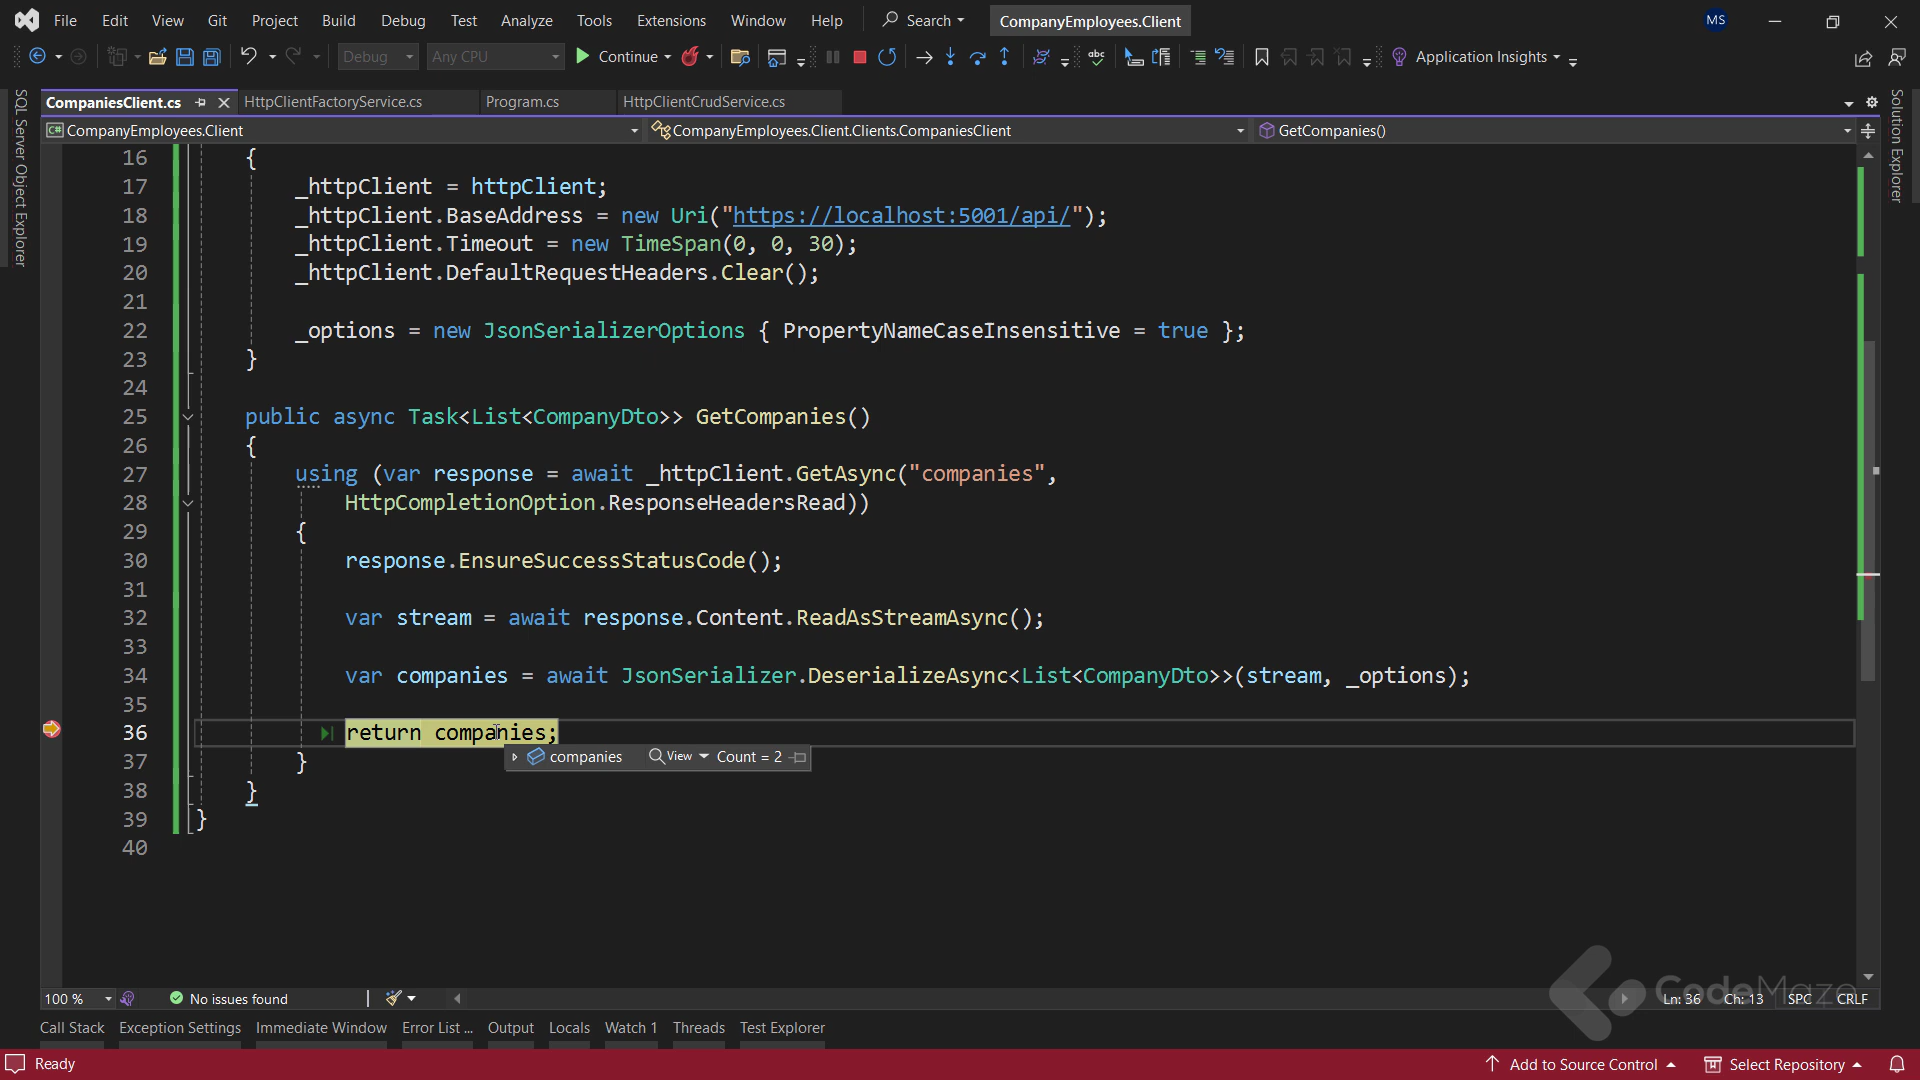 File Edit View Git Project Build Debug Test Analyze Tools Extensions Window Help Search CompanyEmployees.Client MS
Debug Any CPU Continue Application Insights
SQL Server Object Explorer
Solution Explorer
CompaniesClient.cs HttpClientFactoryService.cs Program.cs HttpClientCrudService.cs
C# CompanyEmployees.Client CompanyEmployees.Client.Clients.CompaniesClient GetCompanies()
16 {
17 _httpClient = httpClient;
18 _httpClient.BaseAddress = new Uri("https://localhost:5001/api/");
19 _httpClient.Timeout = new TimeSpan(0, 0, 30);
20 _httpClient.DefaultRequestHeaders.Clear();
21
22 _options = new JsonSerializerOptions { PropertyNameCaseInsensitive = true };
23 }
24
25 public async Task<List<CompanyDto>> GetCompanies()
26 {
27 using (var response = await _httpClient.GetAsync("companies",
28 HttpCompletionOption.ResponseHeadersRead))
29 {
30 response.EnsureSuccessStatusCode();
31
32 var stream = await response.Content.ReadAsStreamAsync();
33
34 var companies = await JsonSerializer.DeserializeAsync<List<CompanyDto>>(stream, _options);
35
36 return companies;
companies View Count = 2
37 }
38 }
39 }
40
CodeMaze
100 % No issues found Ln: 36 Ch: 13 SPC CRLF
Call Stack Exception Settings Immediate Window Error List ... Output Locals Watch 1 Threads Test Explorer
Ready Add to Source Control Select Repository